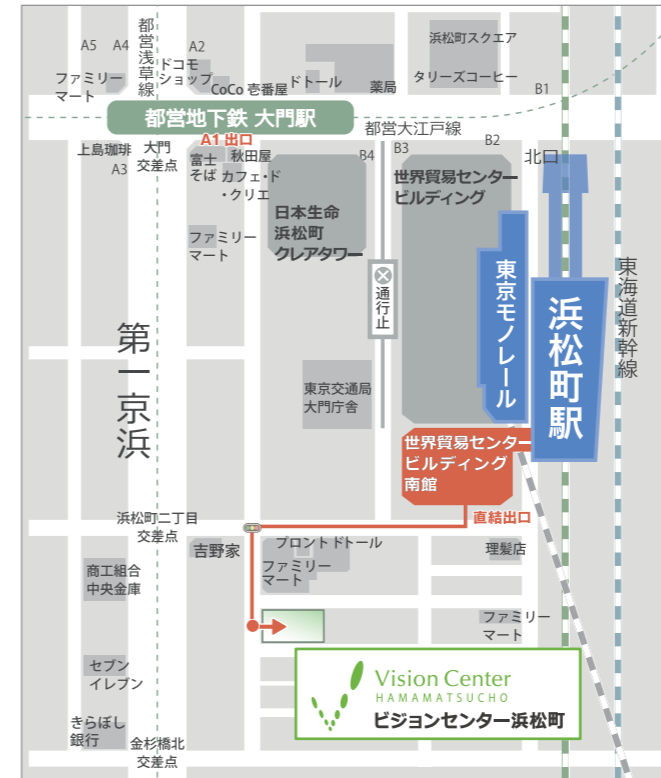 都営浅草線
A5
A4
A2
ドコモ
ショップ
ファミリー
マート
CoCo 壱番屋
ドトール
薬局
浜松町スクエア
タリーズコーヒー
B1
都営地下鉄 大門駅
都営大江戸線
A1 出口
上島珈琲
A3
大門
交差点
富士
そば
秋田屋
カフェ・ド
・クリエ
B4
B3
B2
北口
世界貿易センター
ビルディング
日本生命
浜松町
クレアタワー
ファミリー
マート
通行止
東京モノレール
浜松町駅
東海道新幹線
第一京浜
東京交通局
大門庁舎
世界貿易センター
ビルディング
南館
直結出口
浜松町二丁目
交差点
吉野家
プロント
ドトール
ファミリー
マート
理髪店
商工組合
中央金庫
ファミリー
マート
セブン
イレブン
Vision Center
HAMAMATSUCHO
ビジョンセンター浜松町
きらぼし
銀行
金杉橋北
交差点